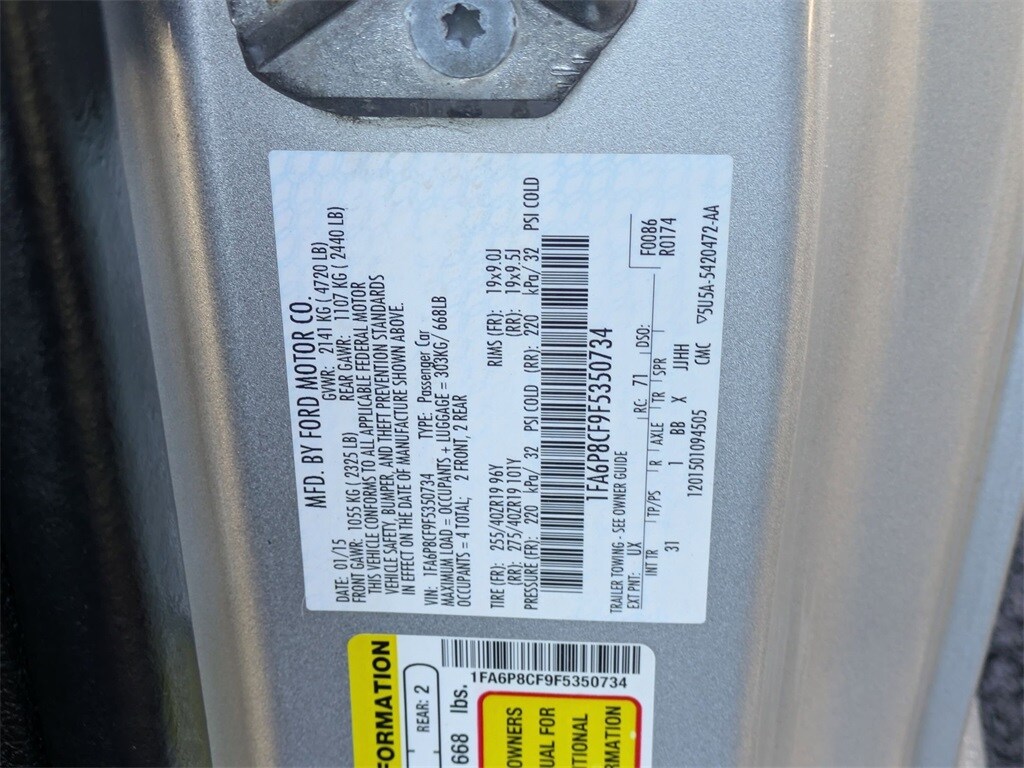 MFD. BY FORD MOTOR CO.
DATE: 01/15 GVWR: 2141 KG ( 4720 LB)
FRONT GAWR: 1055 KG ( 2325 LB) REAR GAWR: 1107 KG ( 2440 LB)
THIS VEHICLE CONFORMS TO ALL APPLICABLE FEDERAL MOTOR
VEHICLE SAFETY, BUMPER, AND THEFT PREVENTION STANDARDS
IN EFFECT ON THE DATE OF MANUFACTURE SHOWN ABOVE.
VIN: 1FA6P8CF9F5350734 TYPE: Passenger Car
MAXIMUM LOAD = OCCUPANTS + LUGGAGE = 303KG/ 668LB
OCCUPANTS = 4 TOTAL; 2 FRONT, 2 REAR
TIRE (FR): 255/40ZR19 96Y RIMS (FR): 19x9.0J
(RR): 275/40ZR19 101Y (RR): 19x9.5J
PRESSURE (FR): 220 kPa/ 32 PSI COLD (RR): 220 kPa/ 32 PSI COLD
1FA6P8CF9F5350734
TRAILER TOWING - SEE OWNER GUIDE F0086
EXT PNT: UX RC: 71 DSO: R0174
INT TR TP/PS R AXLE TR SPR
31 1 BB X JJHH
1201501094505 CMC ▽5U5A-5420472-AA
FORMATION
REAR: 2
668 lbs.
1FA6P8CF9F5350734
OWNERS
UAL FOR
ITIONAL
RMATION